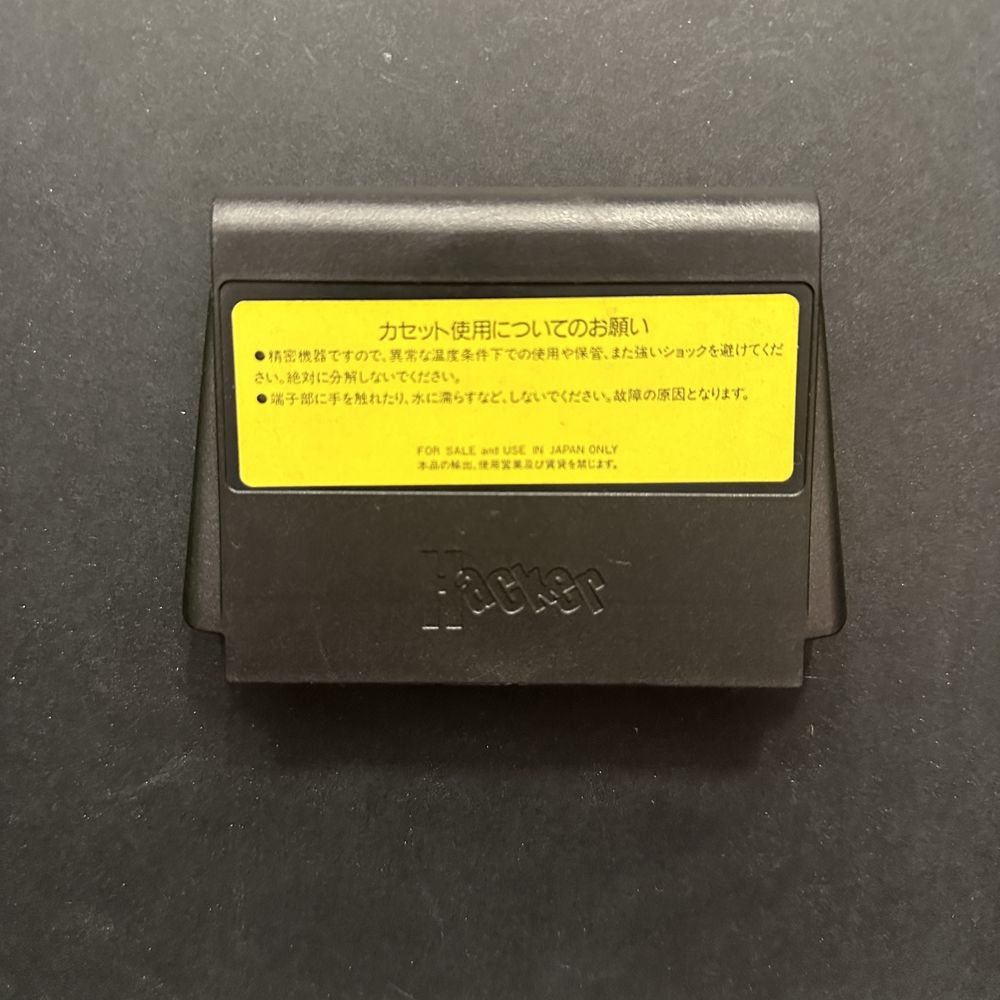 カセット使用についてのお願い
●精密機器ですので、異常な温度条件下での使用や保管、また強いショックを避けてくだ
さい。絶対に分解しないでください。
●端子部に手を触れたり、水に濡らすなど、しないでください。故障の原因となります。
FOR SALE and USE IN JAPAN ONLY
本品の輸出、使用営業及び賃貸を禁じます。
Hacker